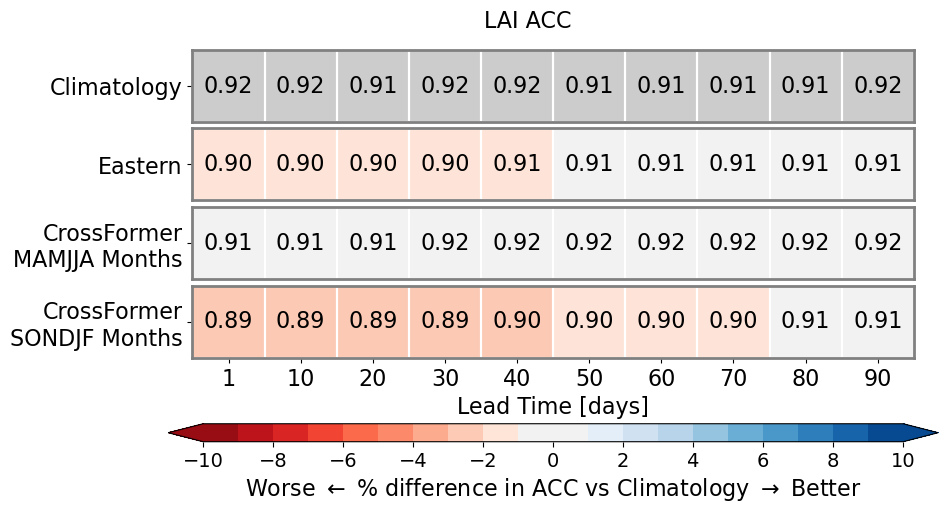 LAI ACC
Climatology 0.92 0.92 0.91 0.92 0.92 0.91 0.91 0.91 0.91 0.92
Eastern 0.90 0.90 0.90 0.90 0.91 0.91 0.91 0.91 0.91 0.91
CrossFormer
MAMJJA Months 0.91 0.91 0.91 0.92 0.92 0.92 0.92 0.92 0.92 0.92
CrossFormer
SONDJF Months 0.89 0.89 0.89 0.89 0.90 0.90 0.90 0.90 0.91 0.91
1 10 20 30 40 50 60 70 80 90
Lead Time [days]
−10 −8 −6 −4 −2 0 2 4 6 8 10
Worse ← % difference in ACC vs Climatology → Better